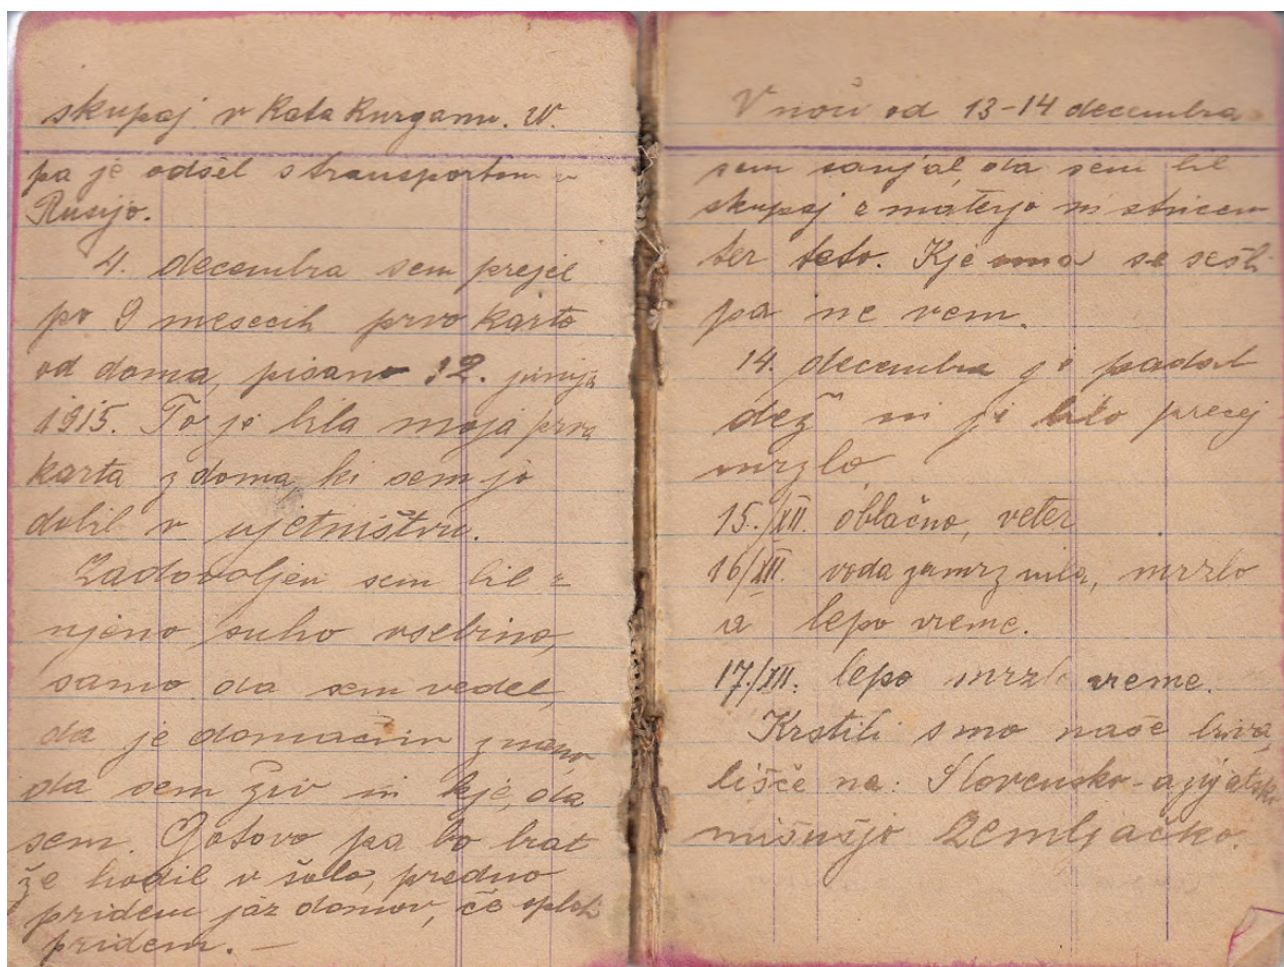 skupaj v Kata Kurganu. W.
pa je odšel s transportom v
Rusijo.
4. decembra sem prejel
po 9 mesecih prvo karto
od doma, pisano 12. junija
1915. To je bila moja prva
karta z doma, ki sem jo
dobil v ujetništvu.
Zadovoljen sem bil z
njeno suho vsebino,
samo da sem vedel,
da je domačim znano,
da sem živ in kje, da
sem. Gotovo pa bo brat
že hodil v šolo, predno
pridem jaz domov, če sploh
pridem. —
V noči od 13-14 decembra
sem sanjal, da sem bil
skupaj z materjo in stricem
ter teto. Kje smo se sešli
pa ne vem.
14. decembra je padal
dež in je bilo precej
mrzlo
15./XII. oblačno, veter
16/XII. voda zamrznila, mrzlo
a lepo vreme.
17./XII. lepo mrzlo vreme.
Krstili smo naše biva
lišče na: Slovensko-azijatsko
Zemljačko.